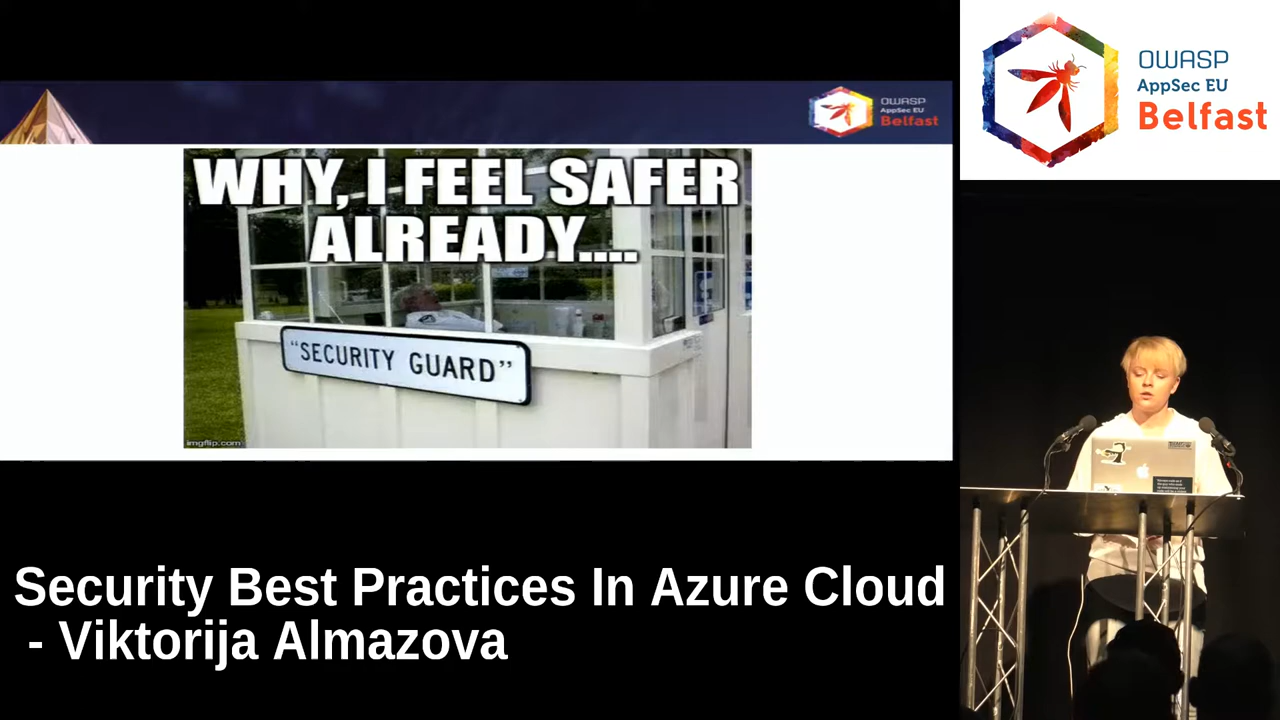 OWASP
AppSec EU
Belfast
WHY, I FEEL SAFER
ALREADY....
"SECURITY GUARD"
imgflip.com
OWASP
AppSec EU
Belfast
Security Best Practices In Azure Cloud
- Viktorija Almazova